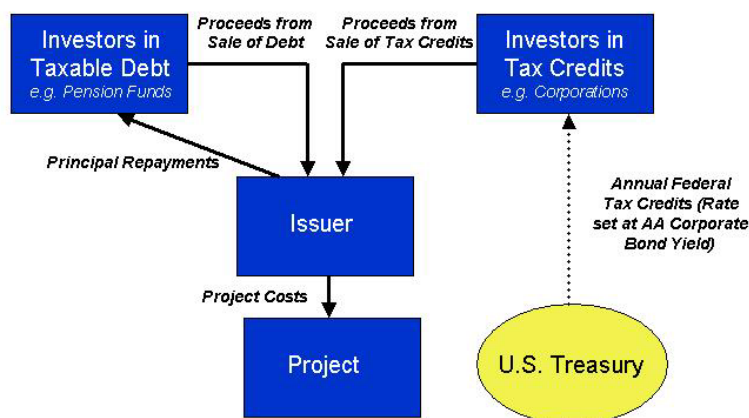 Investors in
Taxable Debt
e.g. Pension Funds
Proceeds from
Sale of Debt
Proceeds from
Sale of Tax Credits
Investors in
Tax Credits
e.g. Corporations
Principal Repayments
Issuer
Annual Federal
Tax Credits (Rate
set at AA Corporate
Bond Yield)
Project Costs
Project
U.S. Treasury